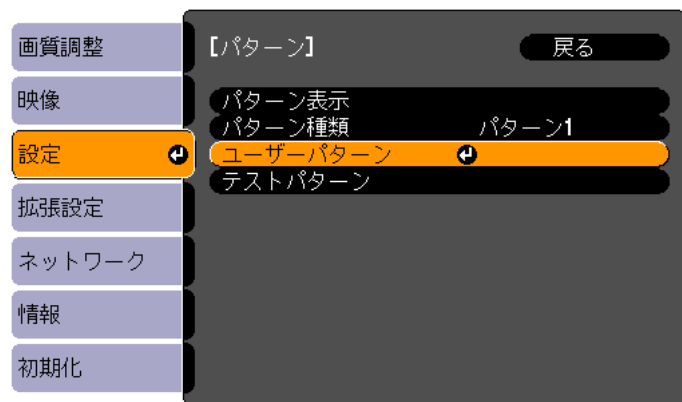 画質調整
映像
設定
拡張設定
ネットワーク
情報
初期化
【パターン】 戻る
パターン表示
パターン種類 パターン1
ユーザーパターン
テストパターン